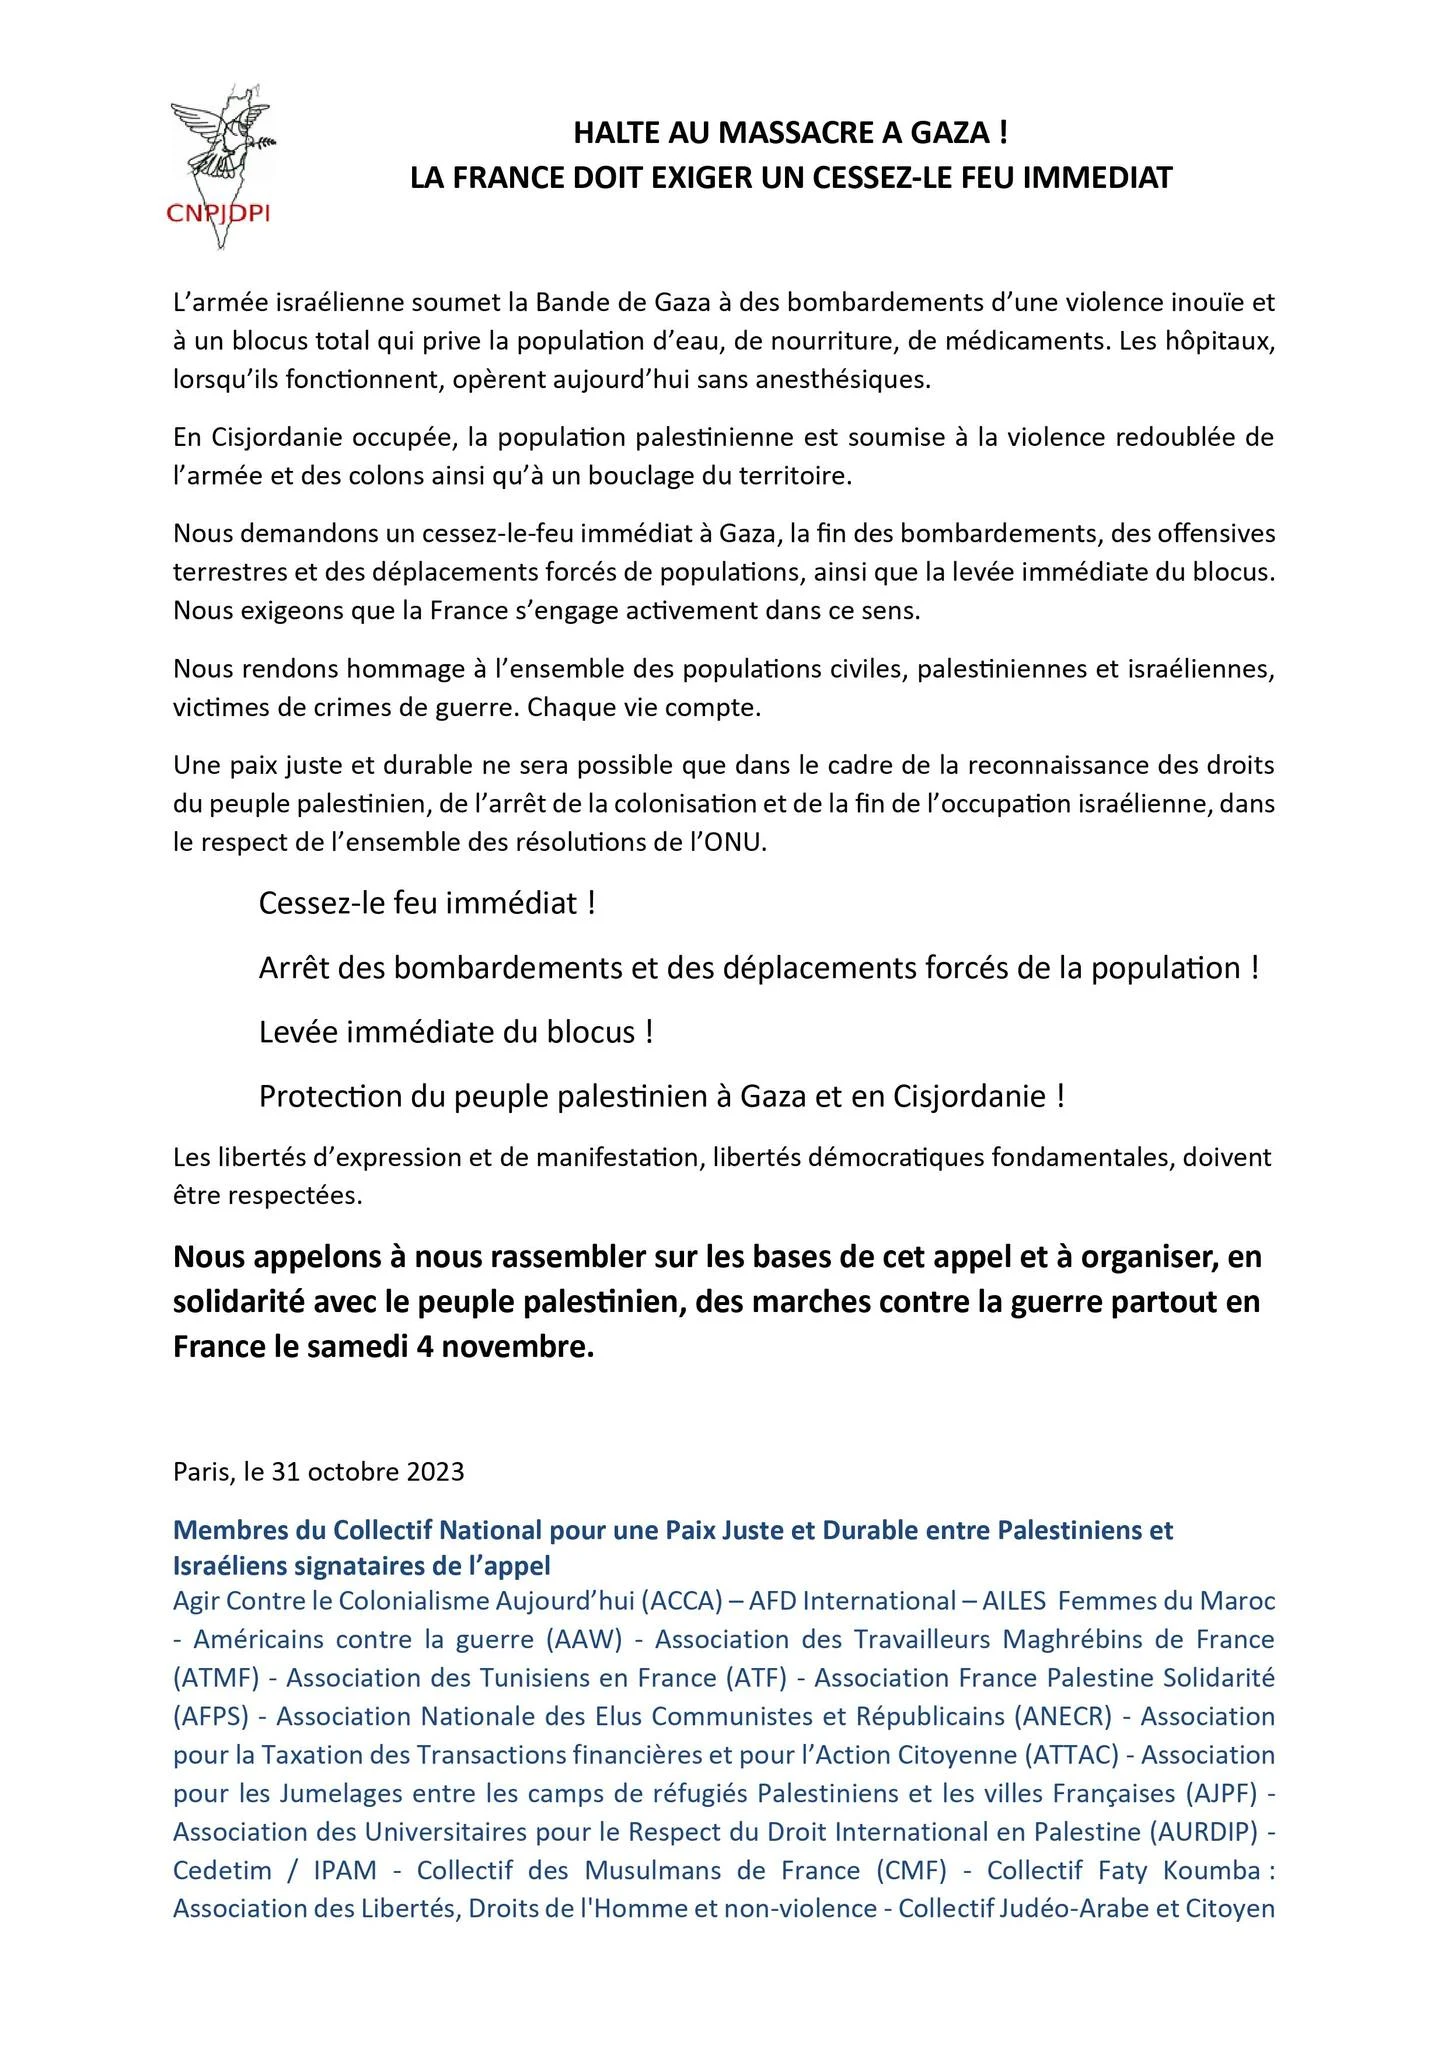 HALTE AU MASSACRE A GAZA !
LA FRANCE DOIT EXIGER UN CESSEZ-LE FEU IMMEDIAT
CNPJDPI
L’armée israélienne soumet la Bande de Gaza à des bombardements d’une violence inouïe et
à un blocus total qui prive la population d’eau, de nourriture, de médicaments. Les hôpitaux,
lorsqu’ils fonctionnent, opèrent aujourd’hui sans anesthésiques.
En Cisjordanie occupée, la population palestinienne est soumise à la violence redoublée de
l’armée et des colons ainsi qu’à un bouclage du territoire.
Nous demandons un cessez-le-feu immédiat à Gaza, la fin des bombardements, des offensives
terrestres et des déplacements forcés de populations, ainsi que la levée immédiate du blocus.
Nous exigeons que la France s’engage activement dans ce sens.
Nous rendons hommage à l’ensemble des populations civiles, palestiniennes et israéliennes,
victimes de crimes de guerre. Chaque vie compte.
Une paix juste et durable ne sera possible que dans le cadre de la reconnaissance des droits
du peuple palestinien, de l’arrêt de la colonisation et de la fin de l’occupation israélienne, dans
le respect de l’ensemble des résolutions de l’ONU.
Cessez-le feu immédiat !
Arrêt des bombardements et des déplacements forcés de la population !
Levée immédiate du blocus !
Protection du peuple palestinien à Gaza et en Cisjordanie !
Les libertés d’expression et de manifestation, libertés démocratiques fondamentales, doivent
être respectées.
Nous appelons à nous rassembler sur les bases de cet appel et à organiser, en
solidarité avec le peuple palestinien, des marches contre la guerre partout en
France le samedi 4 novembre.
Paris, le 31 octobre 2023
Membres du Collectif National pour une Paix Juste et Durable entre Palestiniens et
Israéliens signataires de l’appel
Agir Contre le Colonialisme Aujourd’hui (ACCA) – AFD International – AILES Femmes du Maroc
- Américains contre la guerre (AAW) - Association des Travailleurs Maghrébins de France
(ATMF) - Association des Tunisiens en France (ATF) - Association France Palestine Solidarité
(AFPS) - Association Nationale des Elus Communistes et Républicains (ANECR) - Association
pour la Taxation des Transactions financières et pour l’Action Citoyenne (ATTAC) - Association
pour les Jumelages entre les camps de réfugiés Palestiniens et les villes Françaises (AJPF) -
Association des Universitaires pour le Respect du Droit International en Palestine (AURDIP) -
Cedetim / IPAM - Collectif des Musulmans de France (CMF) - Collectif Faty Koumba :
Association des Libertés, Droits de l'Homme et non-violence - Collectif Judéo-Arabe et Citoyen